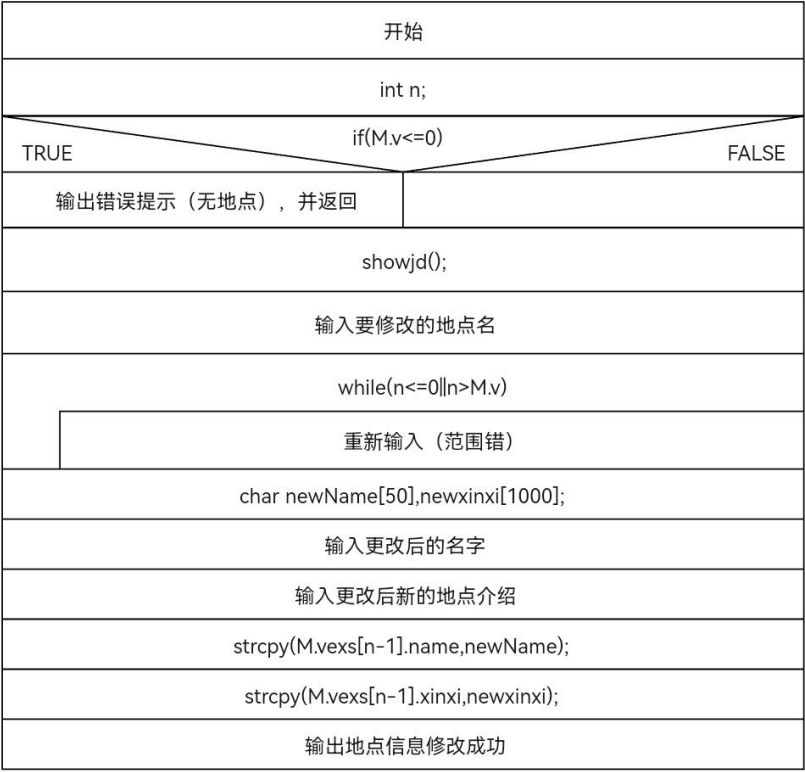 开始
int n;
if(M.v<=0)
TRUE
FALSE
输出错误提示（无地点），并返回
showjd();
输入要修改的地点名
while(n<=0||n>M.v)
重新输入（范围错）
char newName[50],newxinxi[1000];
输入更改后的名字
输入更改后新的地点介绍
strcpy(M.vexs[n-1].name,newName);
strcpy(M.vexs[n-1].xinxi,newxinxi);
输出地点信息修改成功